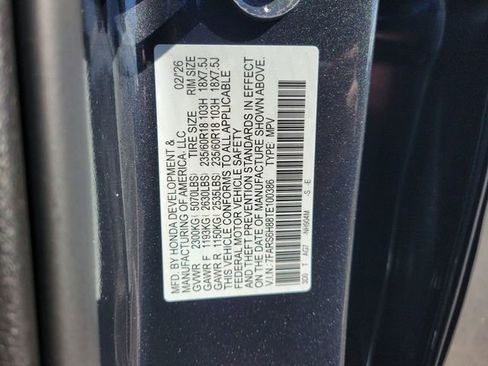 MFD. BY HONDA DEVELOPMENT & 02/26
MANUFACTURING OF AMERICA, LLC
TIRE SIZE RIM SIZE
GVWR 2300KG( 5070LBS)
GAWR F 1193KG( 2630LBS) 235/60R18 103H 18X7.5J
GAWR R 1150KG( 2535LBS) 235/60R18 103H 18X7.5J
THIS VEHICLE CONFORMS TO ALL APPLICABLE
FEDERAL MOTOR VEHICLE SAFETY
AND THEFT PREVENTION STANDARDS IN EFFECT
ON THE DATE OF MANUFACTURE SHOWN ABOVE.
V.I.N.: 7FARS6H88TE100386 TYPE: MPV
300 T AG7 S E